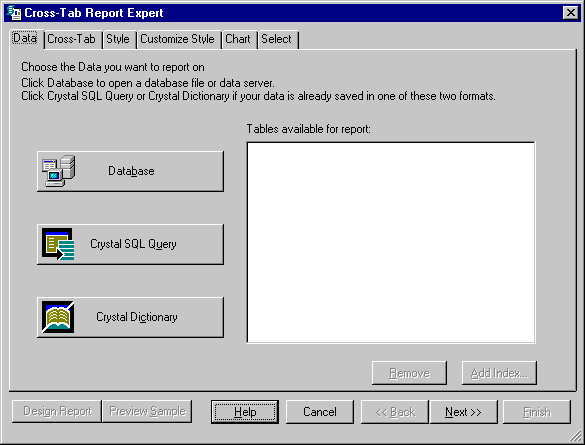 Cross-Tab Report Expert
Data Cross-Tab Style Customize Style Chart Select
Choose the Data you want to report on
Click Database to open a database file or data server.
Click Crystal SQL Query or Crystal Dictionary if your data is already saved in one of these two formats.
Tables available for report:
Database
Crystal SQL Query
Crystal Dictionary
Remove Add Index...
Design Report Preview Sample Help Cancel << Back Next >> Finish